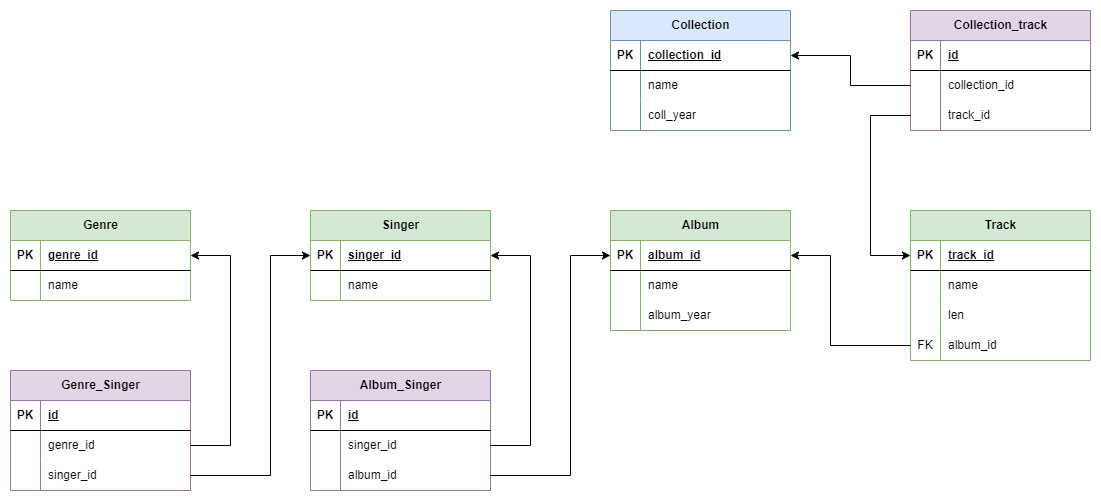 Collection
PK collection_id
name
coll_year
Collection_track
PK id
collection_id
track_id
Genre
PK genre_id
name
Singer
PK singer_id
name
Album
PK album_id
name
album_year
Track
PK track_id
name
len
FK album_id
Genre_Singer
PK id
genre_id
singer_id
Album_Singer
PK id
singer_id
album_id